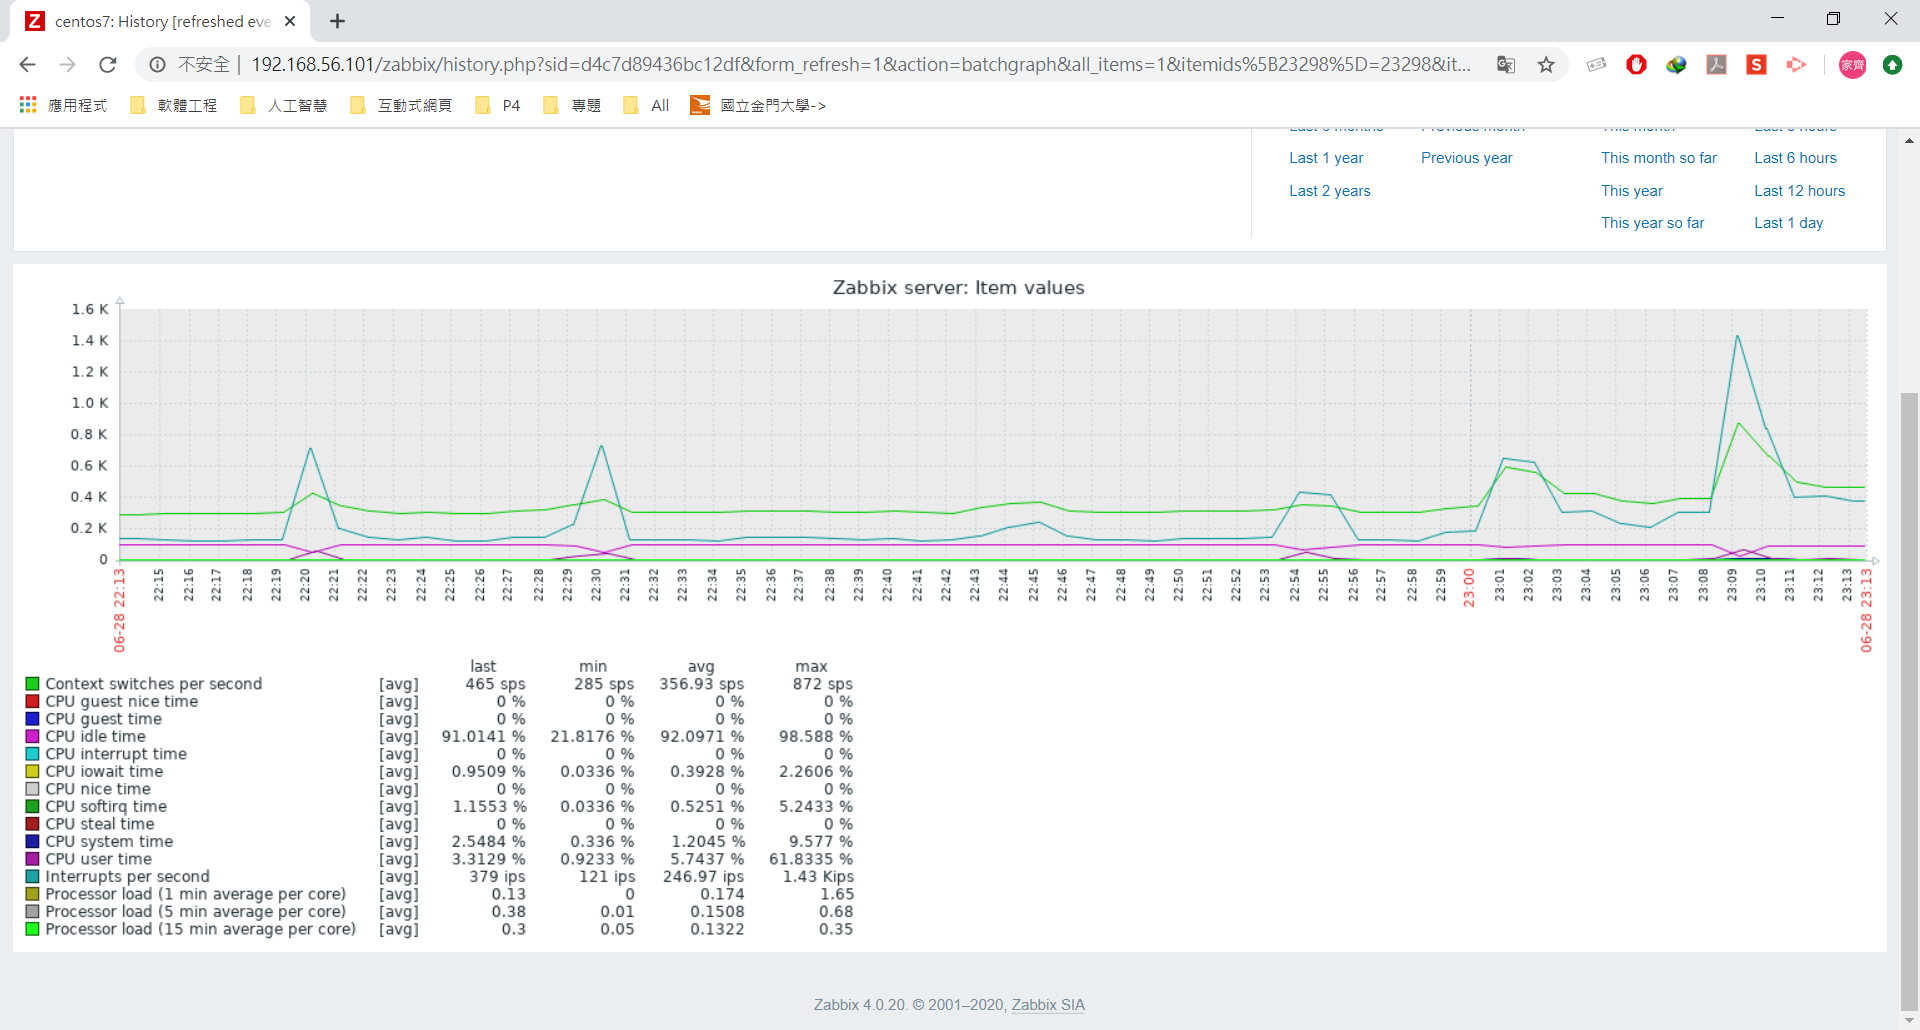 centos7: History [refreshed eve
不安全 | 192.168.56.101/zabbix/history.php?sid=d4c7d89436bc12df&form_refresh=1&action=batchgraph&all_items=1&itemids%5B23298%5D=23298&it...
家齊
應用程式 軟體工程 人工智慧 互動式網頁 P4 專題 All 國立金門大學->
Last 1 year Previous year This month so far Last 6 hours
Last 2 years This year Last 12 hours
This year so far Last 1 day
Zabbix server: Item values
1.6 K
1.4 K
1.2 K
1.0 K
0.8 K
0.6 K
0.4 K
0.2 K
0
06-28 22:13 22:15 22:16 22:17 22:18 22:19 22:20 22:21 22:22 22:23 22:24 22:25 22:26 22:27 22:28 22:29 22:30 22:31 22:32 22:33 22:34 22:35 22:36 22:37 22:38 22:39 22:40 22:41 22:42 22:43 22:44 22:45 22:46 22:47 22:48 22:49 22:50 22:51 22:52 22:53 22:54 22:55 22:56 22:57 22:58 22:59 23:00 23:01 23:02 23:03 23:04 23:05 23:06 23:07 23:08 23:09 23:10 23:11 23:12 23:13 06-28 23:13
last min avg max
Context switches per second [avg] 465 sps 285 sps 356.93 sps 872 sps
CPU guest nice time [avg] 0 % 0 % 0 % 0 %
CPU guest time [avg] 0 % 0 % 0 % 0 %
CPU idle time [avg] 91.0141 % 21.8176 % 92.0971 % 98.588 %
CPU interrupt time [avg] 0 % 0 % 0 % 0 %
CPU iowait time [avg] 0.9509 % 0.0336 % 0.3928 % 2.2606 %
CPU nice time [avg] 0 % 0 % 0 % 0 %
CPU softirq time [avg] 1.1553 % 0.0336 % 0.5251 % 5.2433 %
CPU steal time [avg] 0 % 0 % 0 % 0 %
CPU system time [avg] 2.5484 % 0.336 % 1.2045 % 9.577 %
CPU user time [avg] 3.3129 % 0.9233 % 5.7437 % 61.8335 %
Interrupts per second [avg] 379 ips 121 ips 246.97 ips 1.43 Kips
Processor load (1 min average per core) [avg] 0.13 0 0.174 1.65
Processor load (5 min average per core) [avg] 0.38 0.01 0.1508 0.68
Processor load (15 min average per core) [avg] 0.3 0.05 0.1322 0.35
Zabbix 4.0.20. © 2001–2020, Zabbix SIA